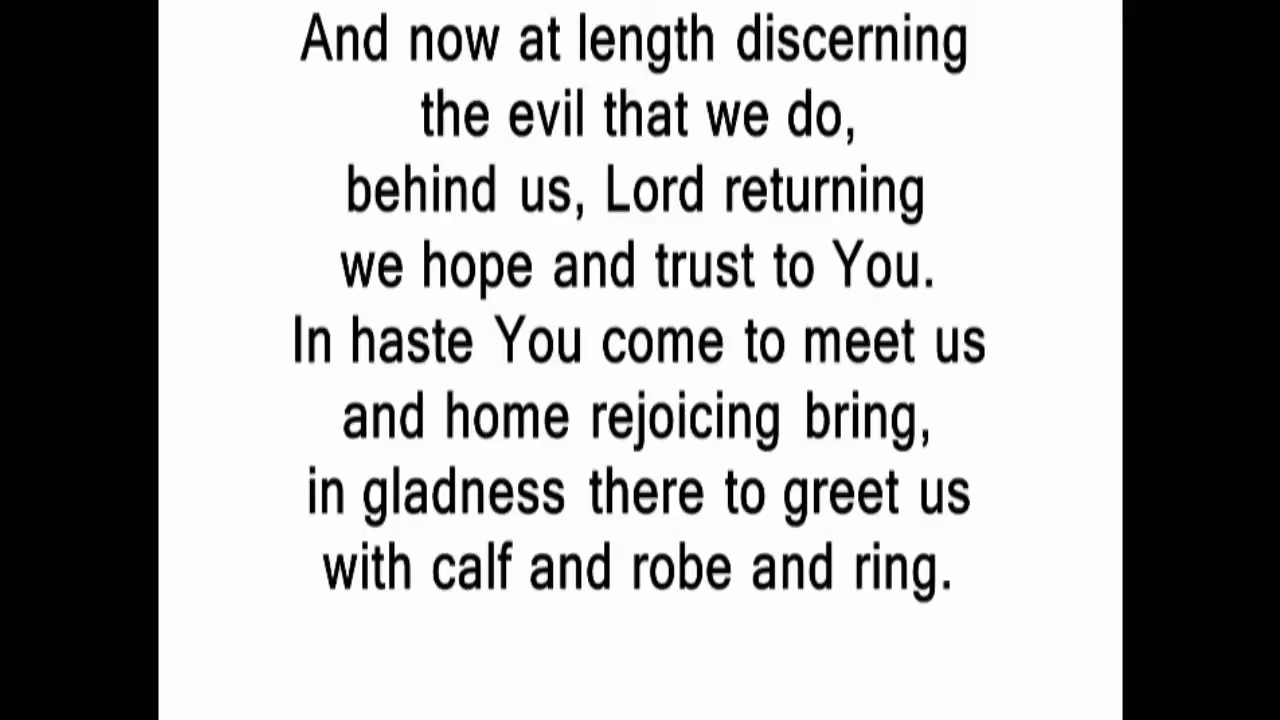 And now at length discerning
the evil that we do,
behind us, Lord returning
we hope and trust to You.
In haste You come to meet us
and home rejoicing bring,
in gladness there to greet us
with calf and robe and ring.